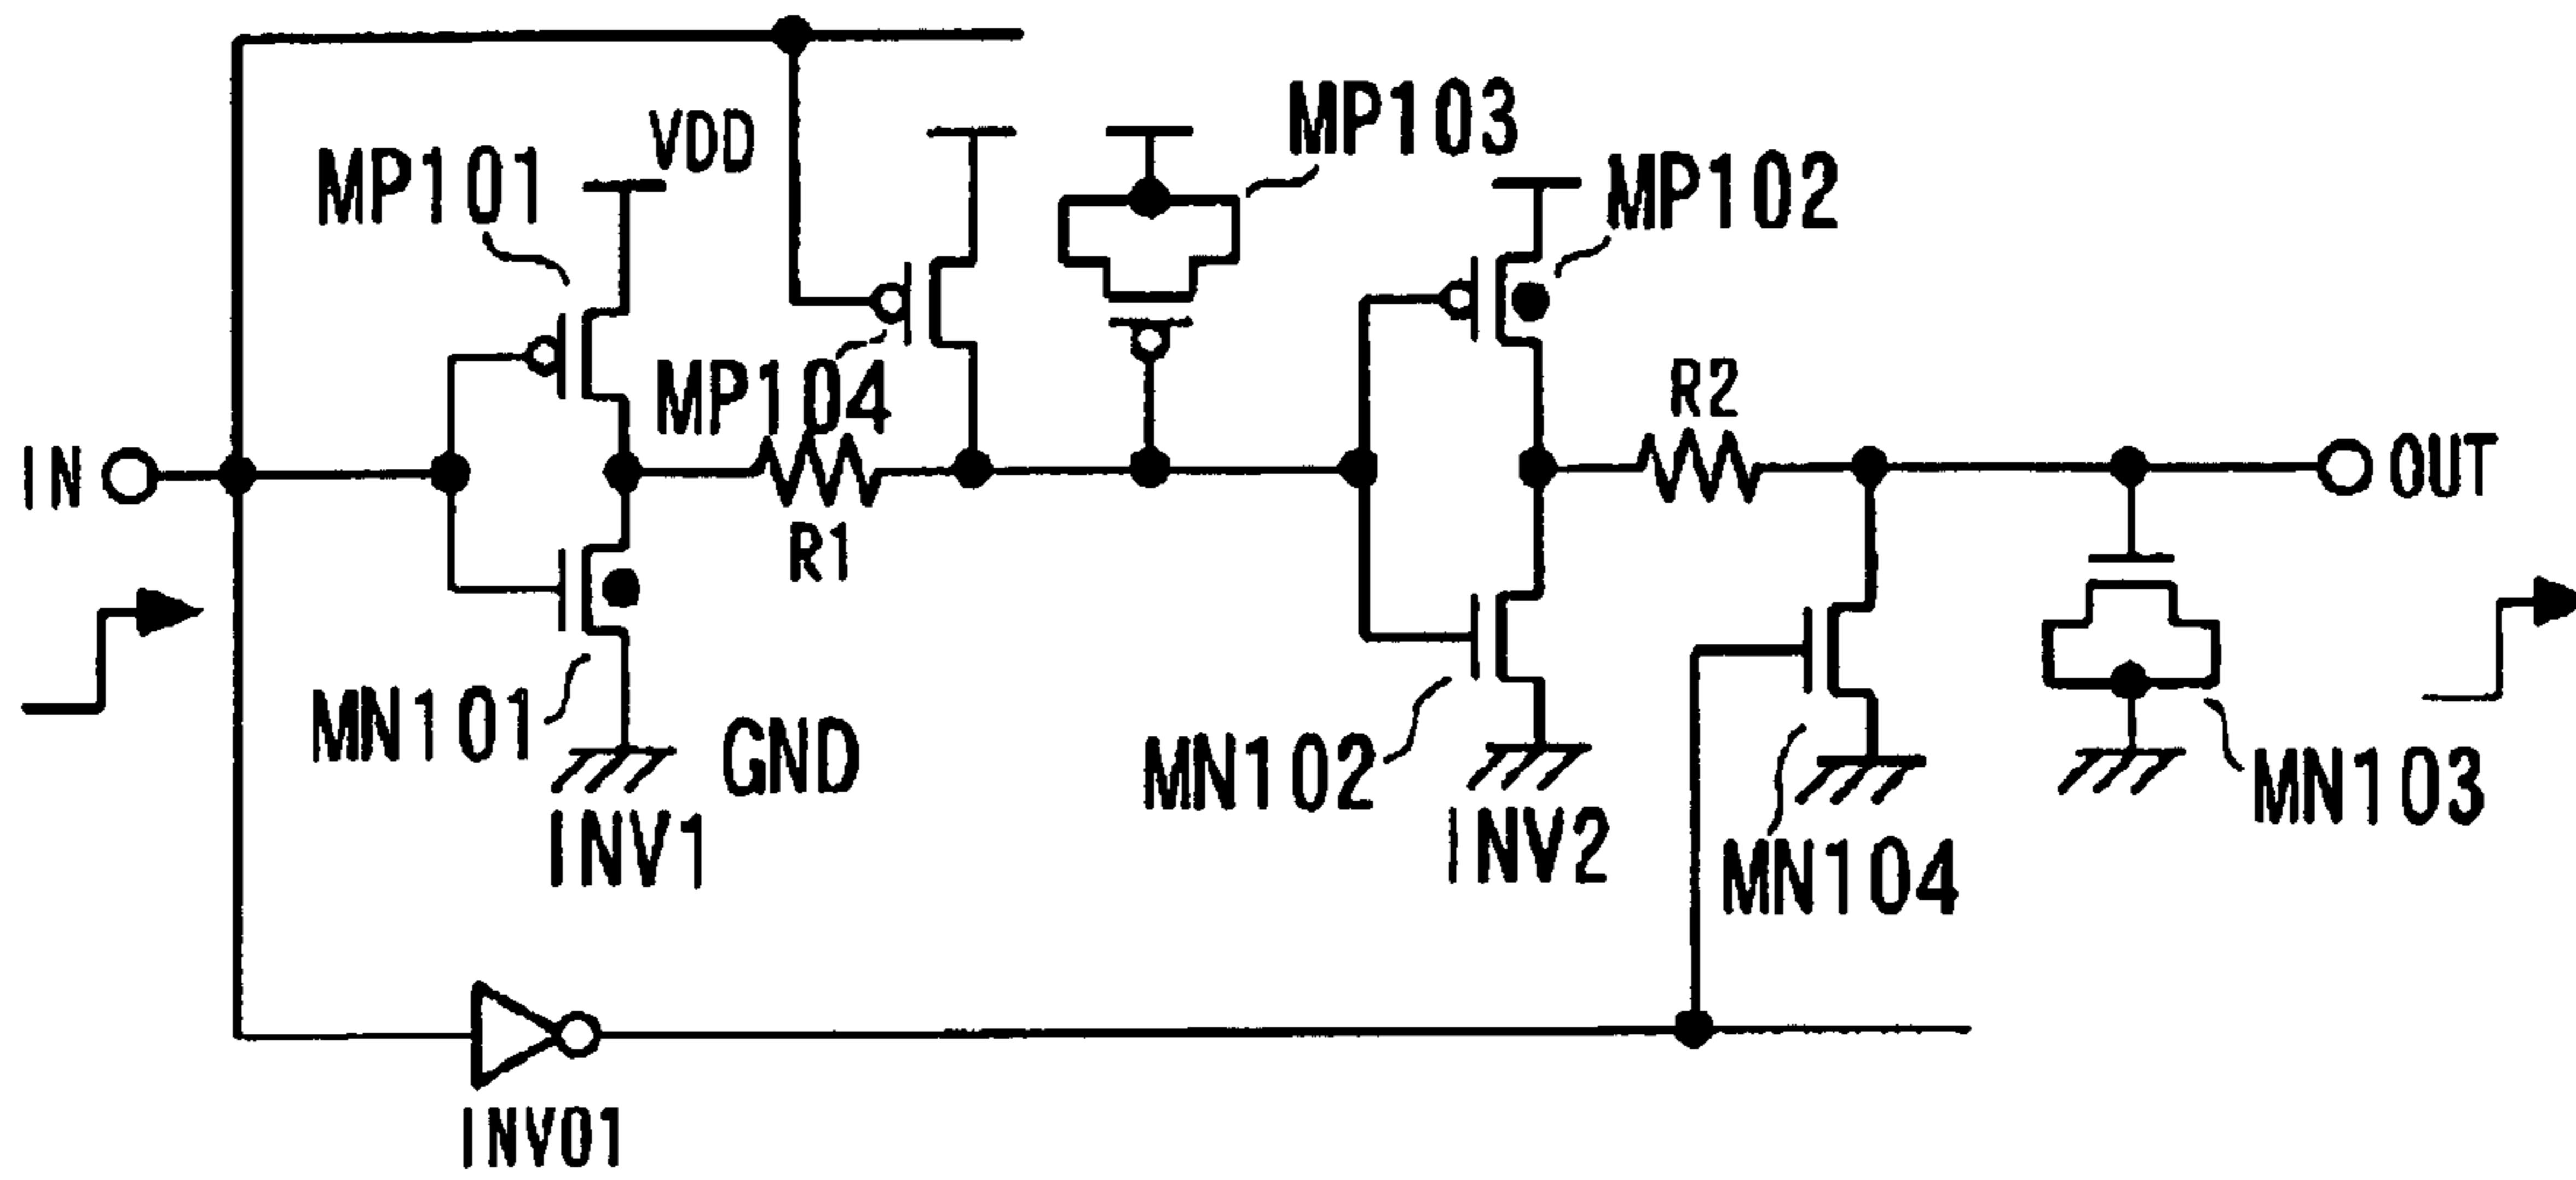 MP103
VDD
MP101
MP102
MP104
R2
IN
OUT
R1
MN101
GND
MN102
MN103
INV1
INV2
MN104
INV01